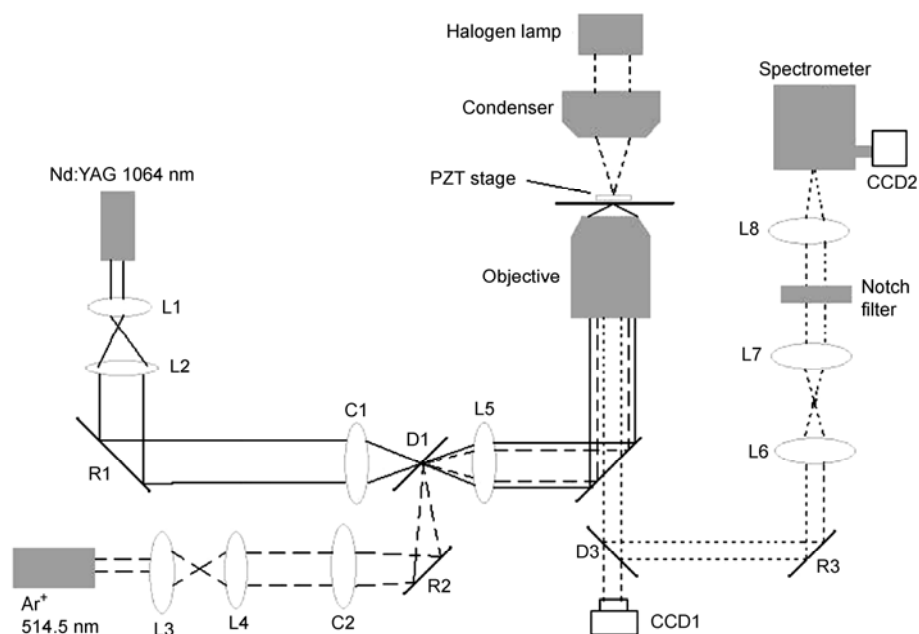 Halogen lamp
Spectrometer
Condenser
CCD2
Nd:YAG 1064 nm
PZT stage
L8
Objective
Notch
filter
L1
L7
L2
C1
L5
D1
L6
R1
D3
R3
R2
Ar⁺
514.5 nm
L3
L4
C2
CCD1